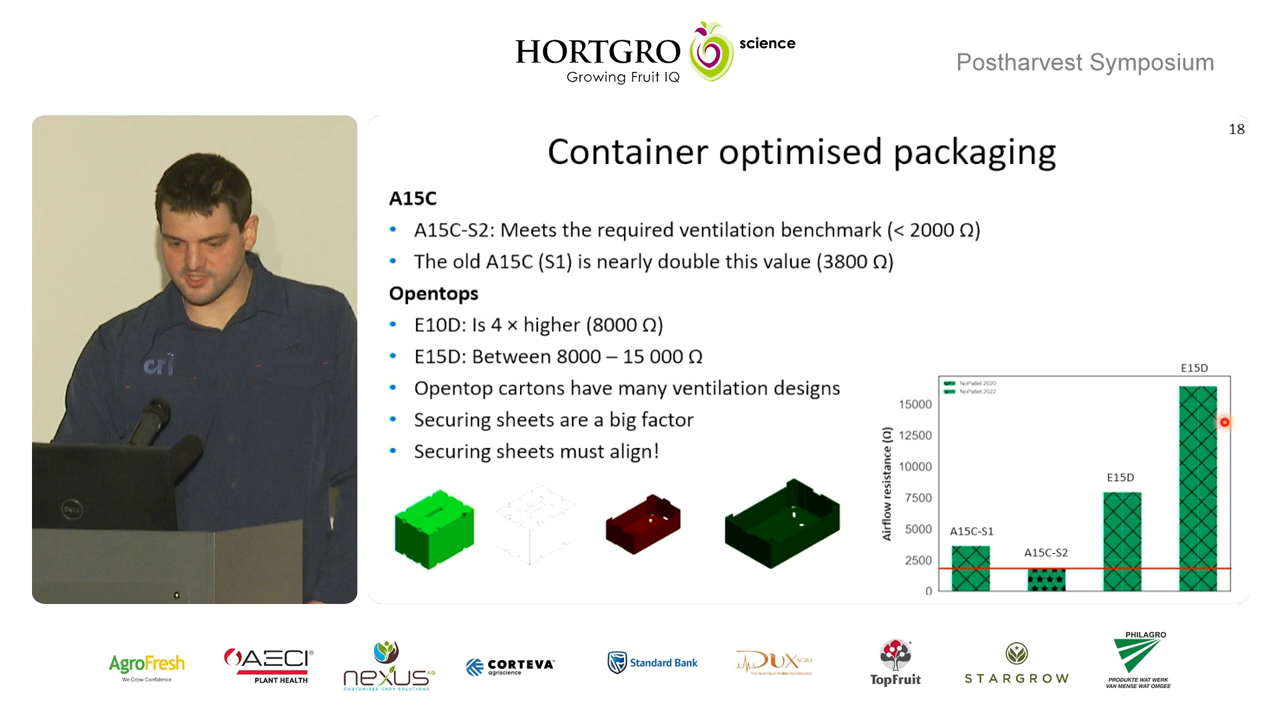 HORTGRO science
Growing Fruit IQ
Postharvest Symposium
18
Container optimised packaging
A15C
• A15C-S2: Meets the required ventilation benchmark (< 2000 Ω)
• The old A15C (S1) is nearly double this value (3800 Ω)
Opentops
• E10D: Is 4 × higher (8000 Ω)
• E15D: Between 8000 – 15 000 Ω
• Opentop cartons have many ventilation designs
• Securing sheets are a big factor
• Securing sheets must align!
cri
DELL
Airflow resistance (Ω)
15000
12500
10000
7500
5000
2500
0
NoPallet 2020
NoPallet 2022
A15C-S1
A15C-S2
E15D
E15D
AgroFresh
We Grow Confidence
AECI
PLANT HEALTH
nexus AG
CUSTOMISED CROP SOLUTIONS
CORTEVA
agriscience
Standard Bank
DUX AGRI
TopFruit
STARGROW
PHILAGRO
PRODUKTE WAT WERK
VAN MENSE WAT OMGEE